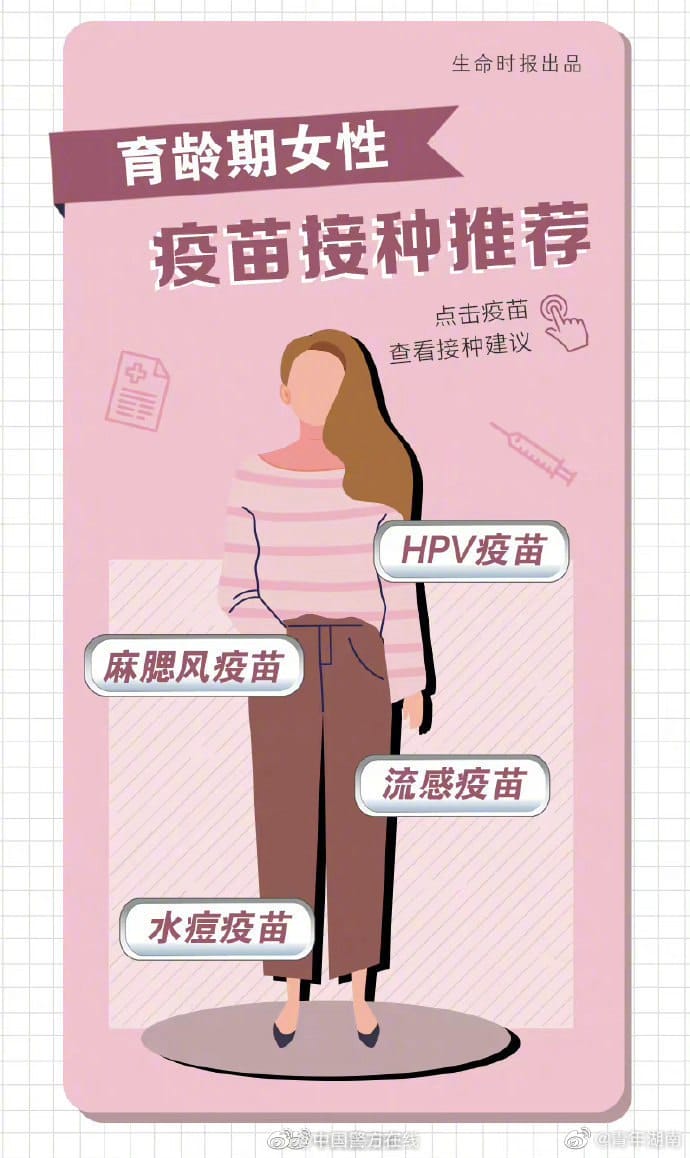 生命时报出品
育龄期女性
疫苗接种推荐
点击疫苗
查看接种建议
HPV疫苗
麻腮风疫苗
流感疫苗
水痘疫苗
@中国警方在线
@青年湖南